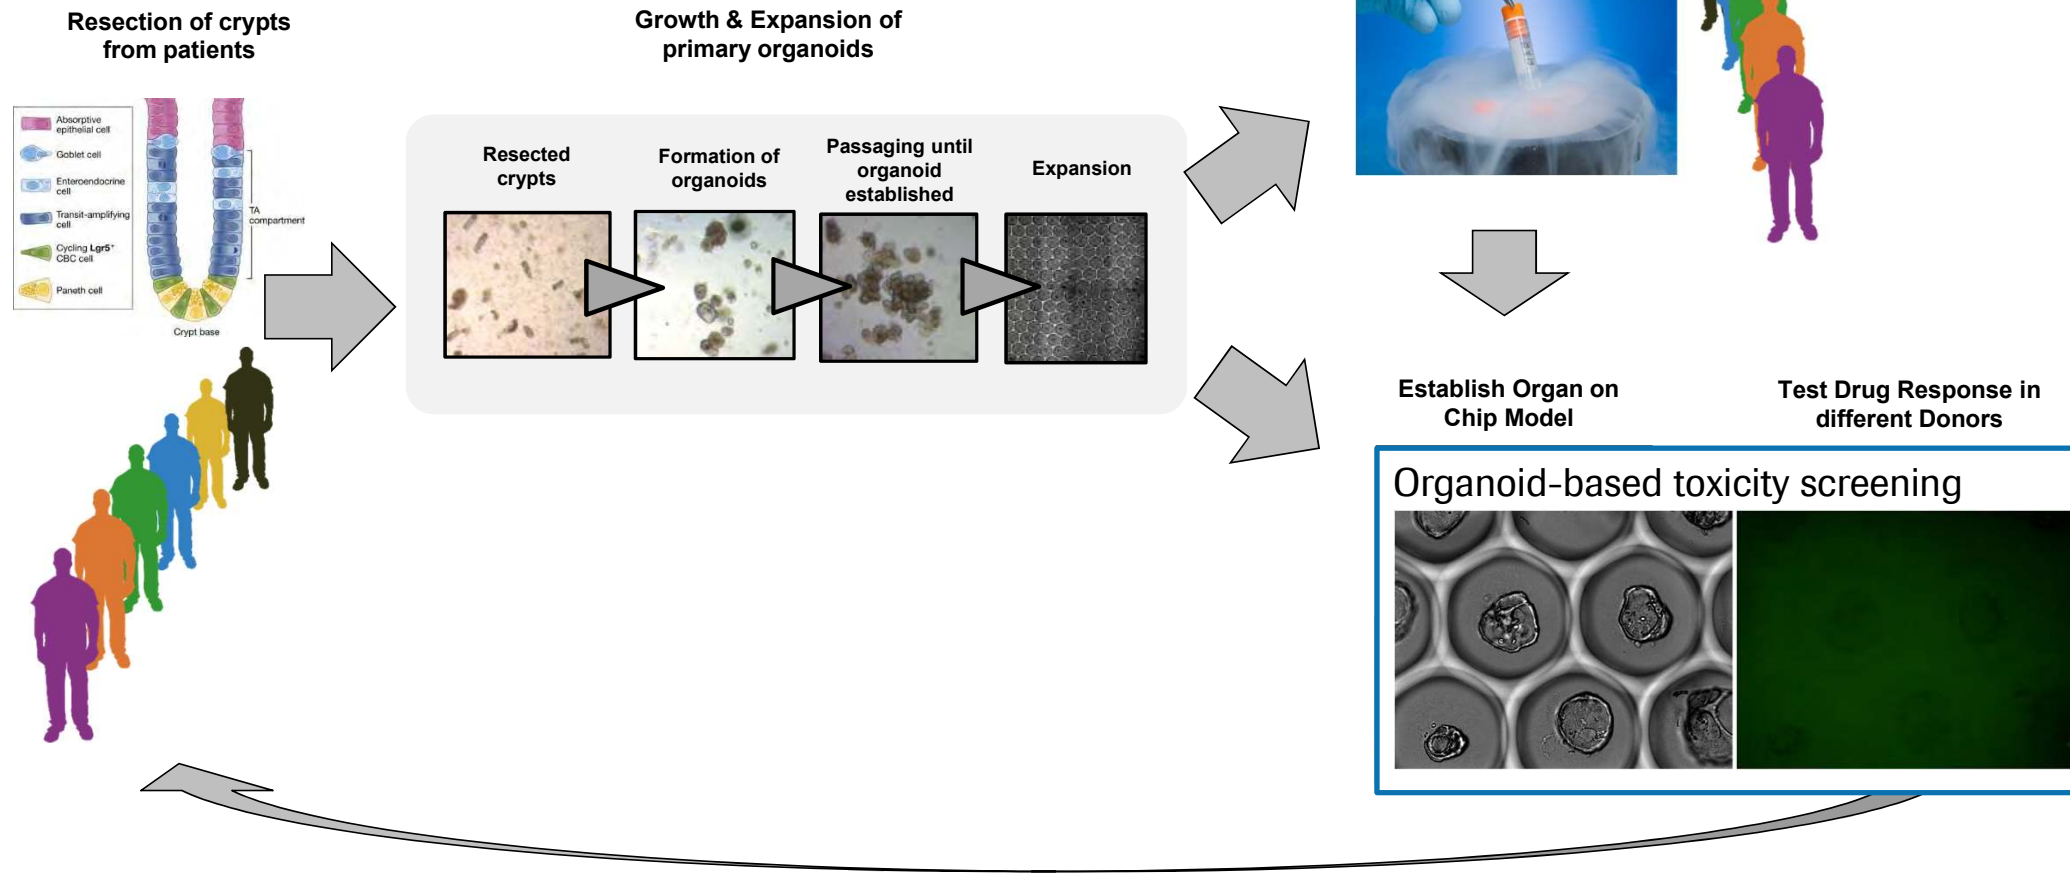 Resection of crypts
from patients
Growth & Expansion of
primary organoids
Absorptive
epithelial cell
Goblet cell
Enteroendocrine
cell
Transit-amplifying
cell
Cycling Lgr5+
CBC cell
Paneth cell
TA
compartment
Crypt base
Resected
crypts
Formation of
organoids
Passaging until
organoid
established
Expansion
Establish Organ on
Chip Model
Test Drug Response in
different Donors
Organoid-based toxicity screening